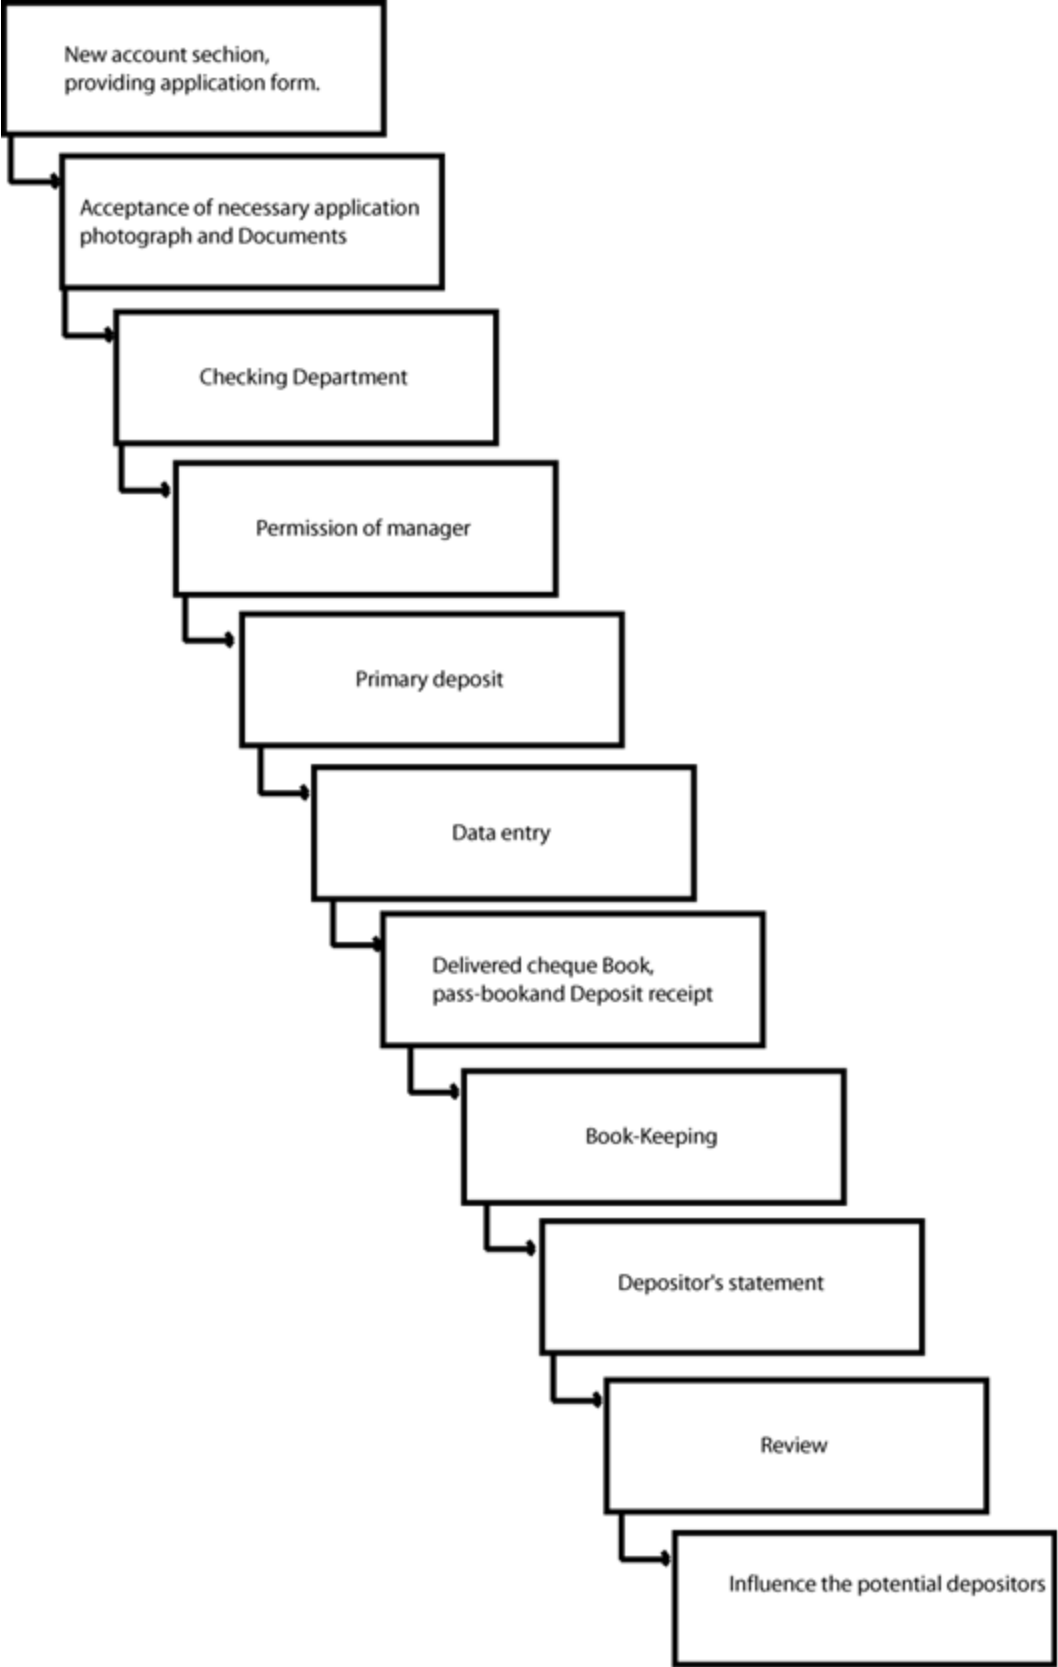 New account sechion,
providing application form.
Acceptance of necessary application
photograph and Documents
Checking Department
Permission of manager
Primary deposit
Data entry
Delivered cheque Book,
pass-bookand Deposit receipt
Book-Keeping
Depositor's statement
Review
Influence the potential depositors